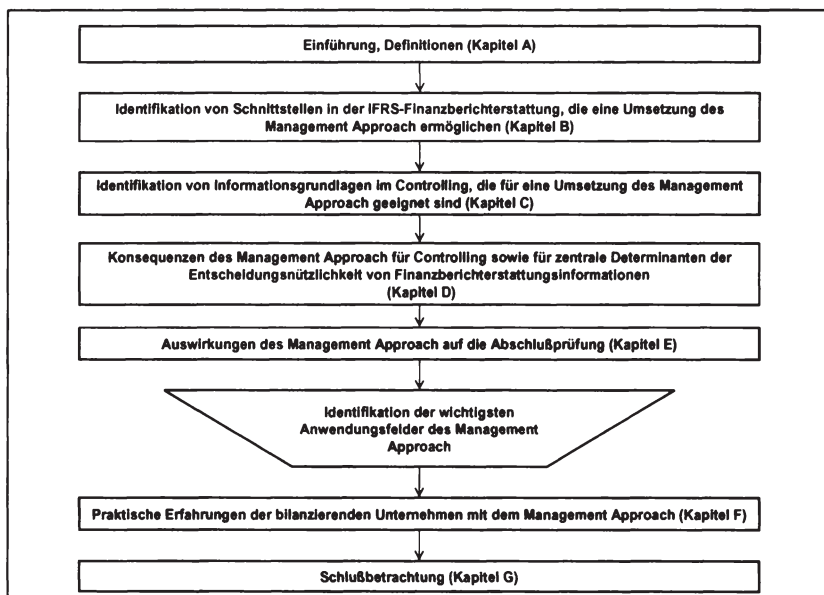 Einführung, Definitionen (Kapitel A)
Identifikation von Schnittstellen in der IFRS-Finanzberichterstattung, die eine Umsetzung des
Management Approach ermöglichen (Kapitel B)
Identifikation von Informationsgrundlagen im Controlling, die für eine Umsetzung des Management
Approach geeignet sind (Kapitel C)
Konsequenzen des Management Approach für Controlling sowie für zentrale Determinanten der
Entscheidungsnützlichkeit von Finanzberichterstattungsinformationen
(Kapitel D)
Auswirkungen des Management Approach auf die Abschlußprüfung (Kapitel E)
Identifikation der wichtigsten
Anwendungsfelder des Management
Approach
Praktische Erfahrungen der bilanzierenden Unternehmen mit dem Management Approach (Kapitel F)
Schlußbetrachtung (Kapitel G)